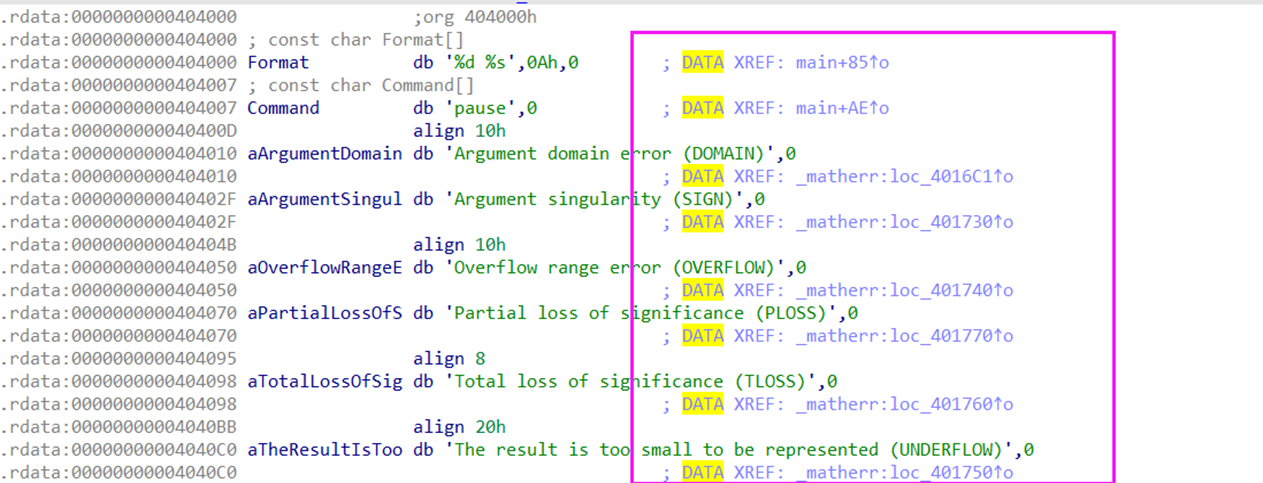 .rdata:0000000000404000 ;org 404000h
.rdata:0000000000404000 ; const char Format[]
.rdata:0000000000404000 Format db '%d %s',0Ah,0 ; DATA XREF: main+85↑o
.rdata:0000000000404007 ; const char Command[]
.rdata:0000000000404007 Command db 'pause',0 ; DATA XREF: main+AE↑o
.rdata:000000000040400D align 10h
.rdata:0000000000404010 aArgumentDomain db 'Argument domain error (DOMAIN)',0
.rdata:0000000000404010 ; DATA XREF: _matherr:loc_4016C1↑o
.rdata:000000000040402F aArgumentSingul db 'Argument singularity (SIGN)',0
.rdata:000000000040402F ; DATA XREF: _matherr:loc_401730↑o
.rdata:000000000040404B align 10h
.rdata:0000000000404050 aOverflowRangeE db 'Overflow range error (OVERFLOW)',0
.rdata:0000000000404050 ; DATA XREF: _matherr:loc_401740↑o
.rdata:0000000000404070 aPartialLossOfS db 'Partial loss of significance (PLOSS)',0
.rdata:0000000000404070 ; DATA XREF: _matherr:loc_401770↑o
.rdata:0000000000404095 align 8
.rdata:0000000000404098 aTotalLossOfSig db 'Total loss of significance (TLOSS)',0
.rdata:0000000000404098 ; DATA XREF: _matherr:loc_401760↑o
.rdata:00000000004040BB align 20h
.rdata:00000000004040C0 aTheResultIsToo db 'The result is too small to be represented (UNDERFLOW)',0
.rdata:00000000004040C0 ; DATA XREF: _matherr:loc_401750↑o